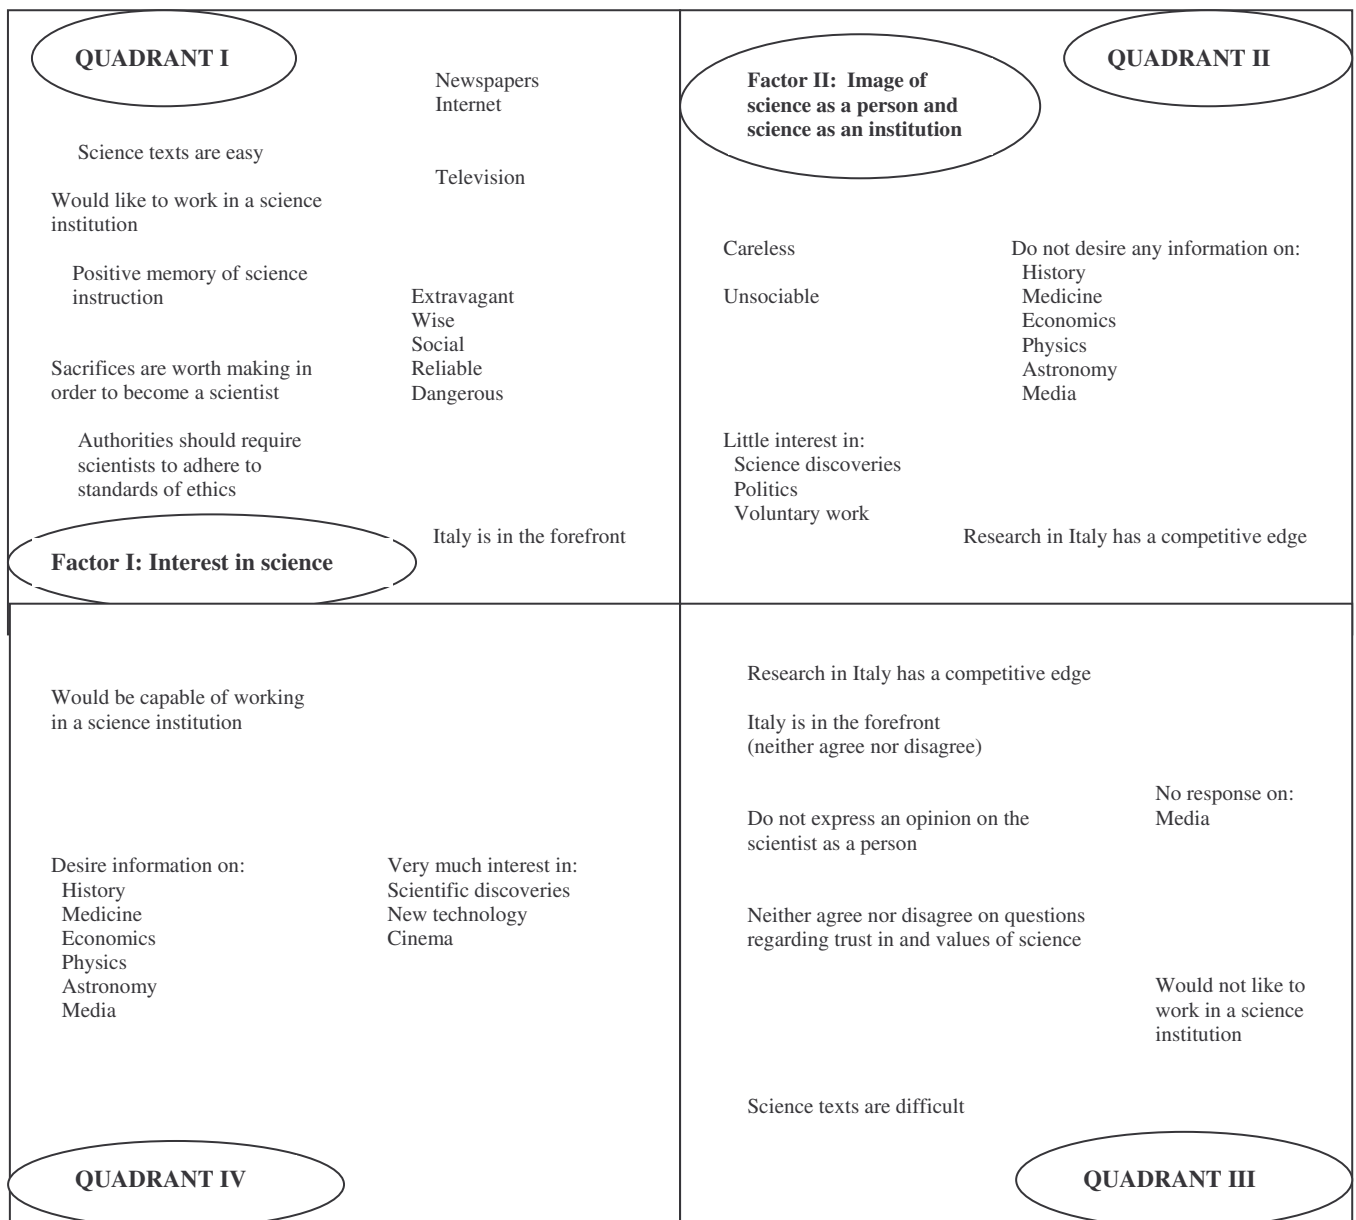 QUADRANT I
Newspapers
Internet
Science texts are easy
Television
Would like to work in a science
institution
Positive memory of science
instruction
Extravagant
Wise
Social
Reliable
Dangerous
Sacrifices are worth making in
order to become a scientist
Authorities should require
scientists to adhere to
standards of ethics
Italy is in the forefront
Factor I: Interest in science
QUADRANT II
Factor II: Image of
science as a person and
science as an institution
Careless
Unsociable
Do not desire any information on:
History
Medicine
Economics
Physics
Astronomy
Media
Little interest in:
Science discoveries
Politics
Voluntary work
Research in Italy has a competitive edge
Would be capable of working
in a science institution
Desire information on:
History
Medicine
Economics
Physics
Astronomy
Media
Very much interest in:
Scientific discoveries
New technology
Cinema
QUADRANT IV
Research in Italy has a competitive edge
Italy is in the forefront
(neither agree nor disagree)
No response on:
Media
Do not express an opinion on the
scientist as a person
Neither agree nor disagree on questions
regarding trust in and values of science
Would not like to
work in a science
institution
Science texts are difficult
QUADRANT III